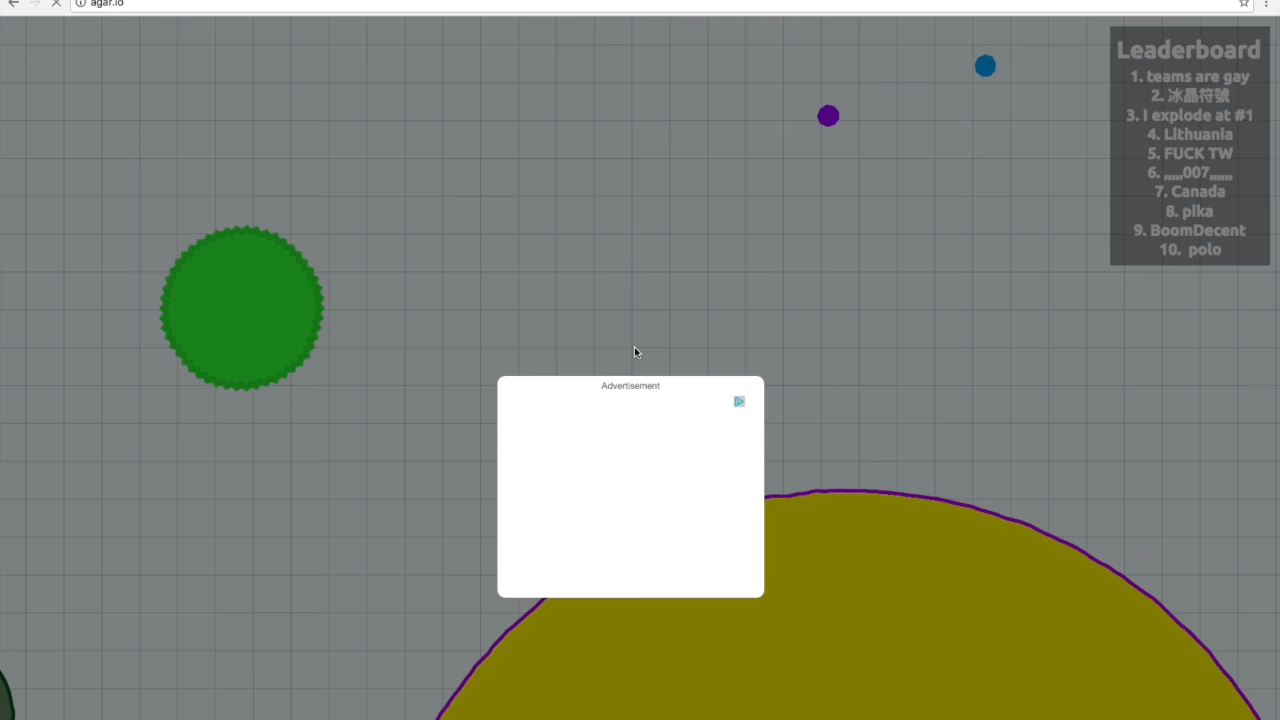 agar.io
Leaderboard
1. teams are gay
2. 冰晶符號
3. I explode at #1
4. Lithuania
5. FUCK TW
6. ,,,,,007,,,,,,
7. Canada
8. pika
9. BoomDecent
10. polo
Advertisement